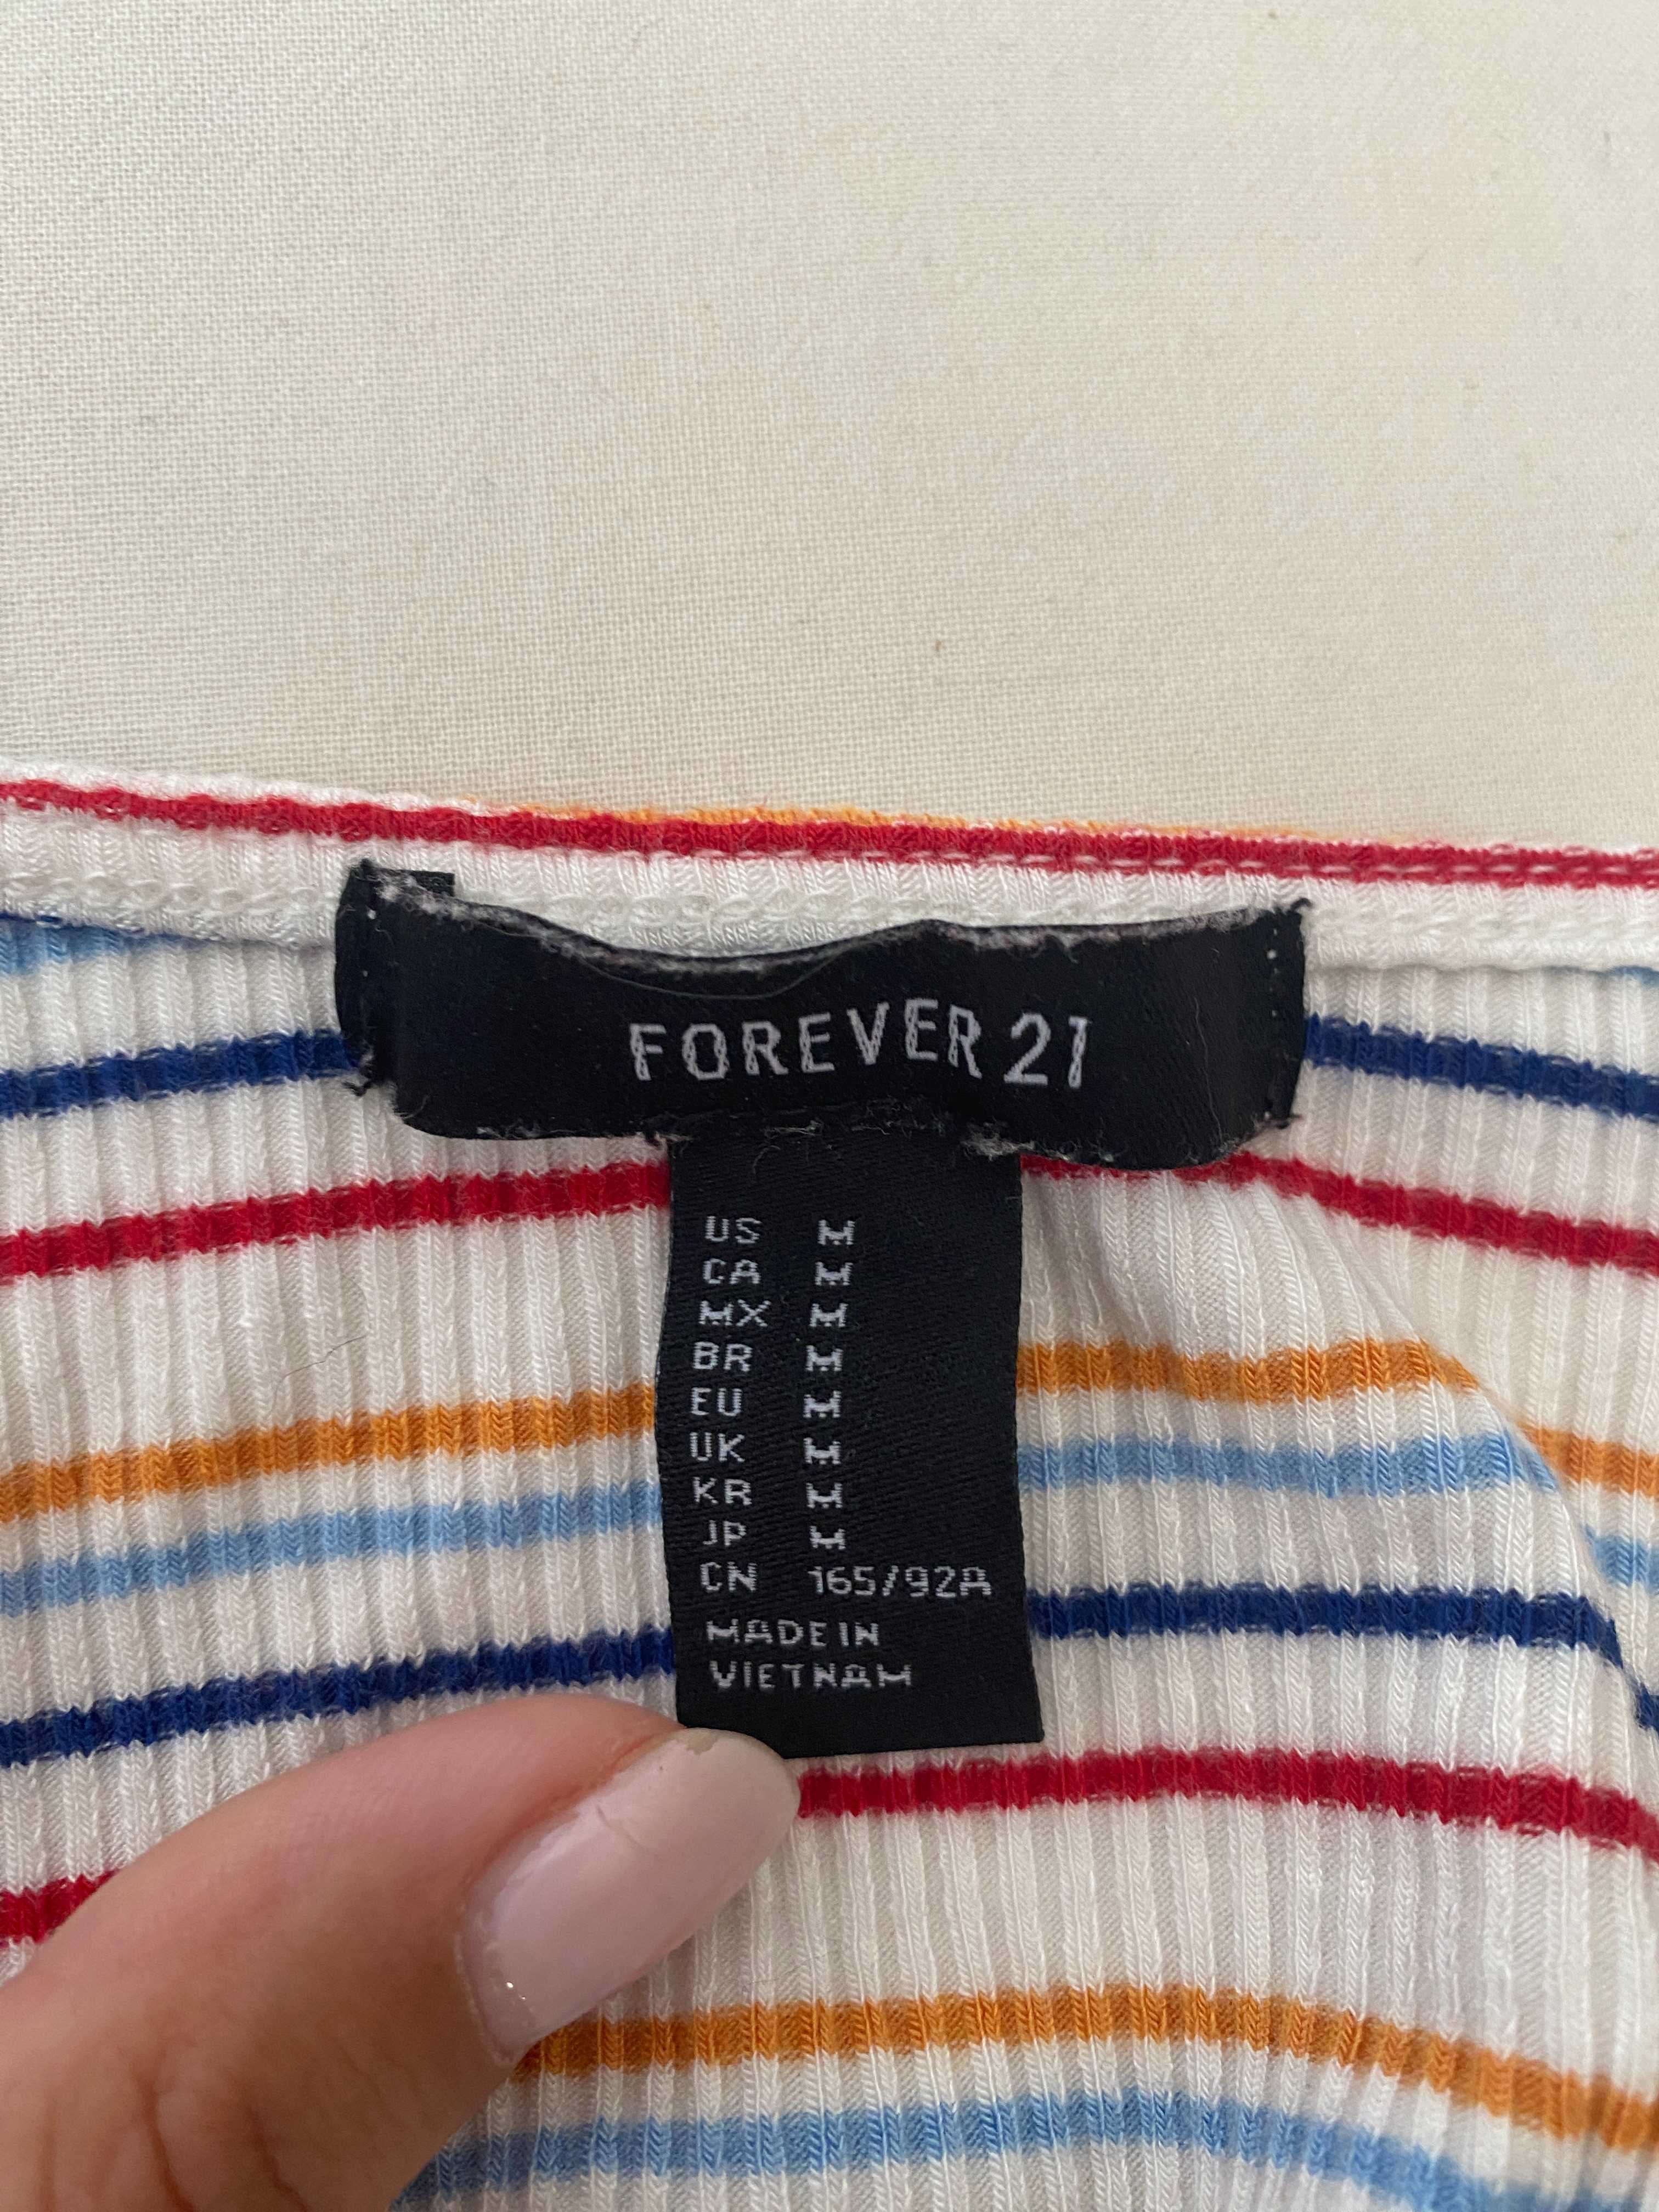 FOREVER 21
US M
CA M
MX M
BR M
EU M
UK M
KR M
JP M
CN 165/92A
MADE IN
VIETNAM